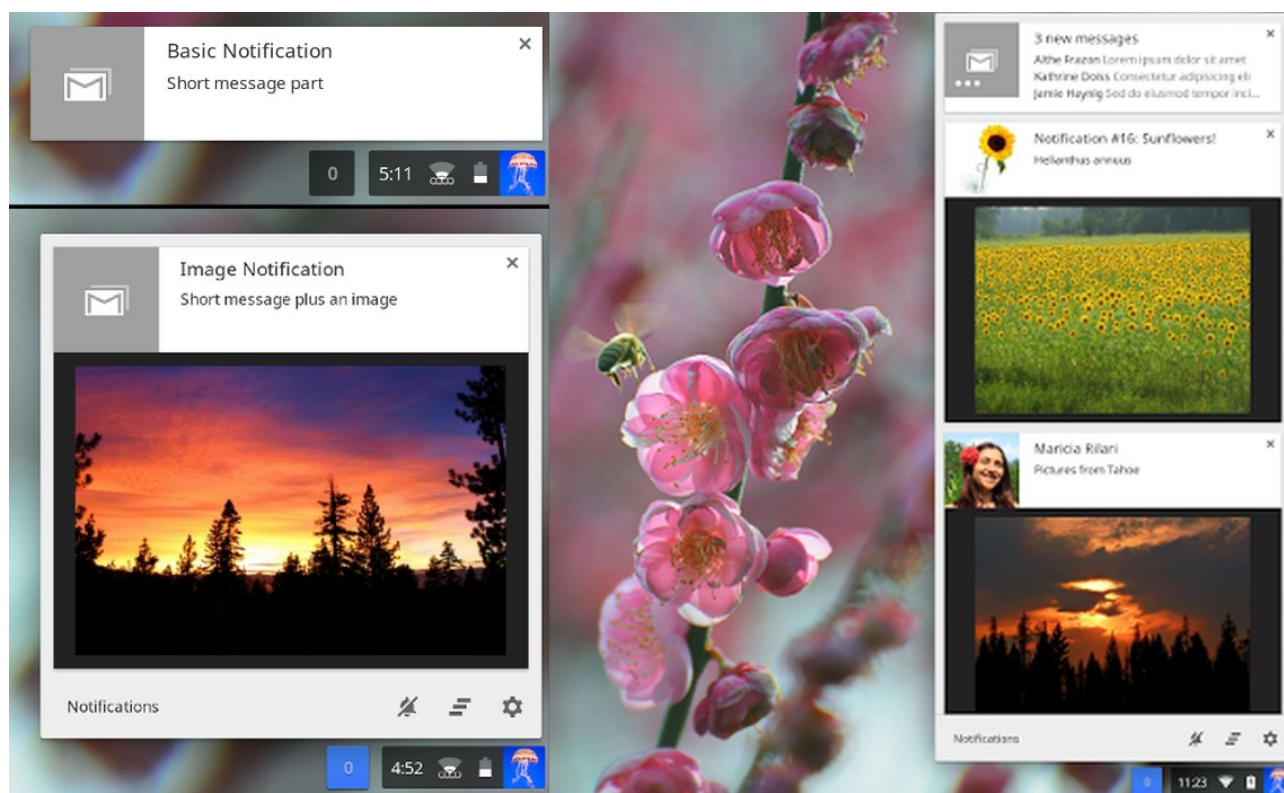 Basic Notification
Short message part
0
5:11
Image Notification
Short message plus an image
Notifications
0
4:52
3 new messages
Althe Frazon Lorem ipsum dolor sit amet
Kathrine Doiss Consectetur adipisicing eli
Jamie Haynig Sed do eiusmod tempor inci...
Notification #16: Sunflowers!
Helianthus annuus
Maricia Rilari
Pictures from Tahoe
Notifications
0
11:23